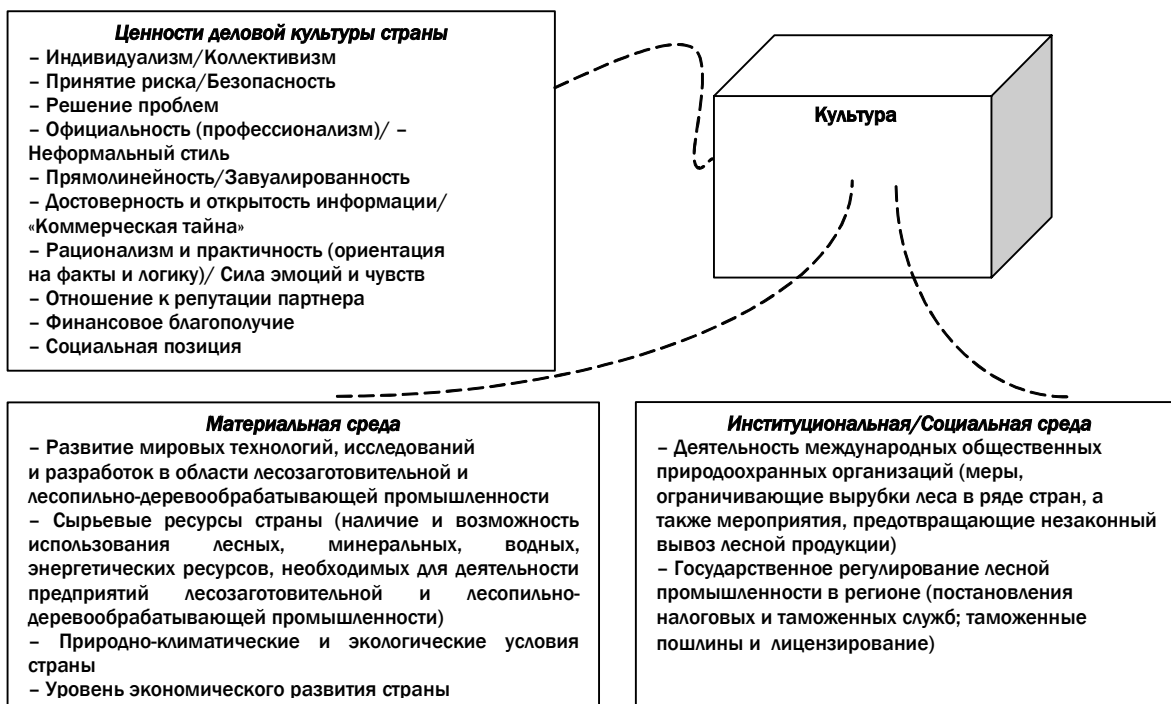 Ценности деловой культуры страны
– Индивидуализм/Коллективизм
– Принятие риска/Безопасность
– Решение проблем
– Официальность (профессионализм)/ –
Неформальный стиль
– Прямолинейность/Завуалированность
– Достоверность и открытость информации/
«Коммерческая тайна»
– Рационализм и практичность (ориентация
на факты и логику)/ Сила эмоций и чувств
– Отношение к репутации партнера
– Финансовое благополучие
– Социальная позиция
Культура
Материальная среда
– Развитие мировых технологий, исследований
и разработок в области лесозаготовительной и
лесопильно-деревообрабатывающей промышленности
– Сырьевые ресурсы страны (наличие и возможность
использования лесных, минеральных, водных,
энергетических ресурсов, необходимых для деятельности
предприятий лесозаготовительной и лесопильно-
деревообрабатывающей промышленности)
– Природно-климатические и экологические условия
страны
– Уровень экономического развития страны
Институциональная/Социальная среда
– Деятельность международных общественных
природоохранных организаций (меры,
ограничивающие вырубки леса в ряде стран, а
также мероприятия, предотвращающие незаконный
вывоз лесной продукции)
– Государственное регулирование лесной
промышленности в регионе (постановления
налоговых и таможенных служб; таможенные
пошлины и лицензирование)